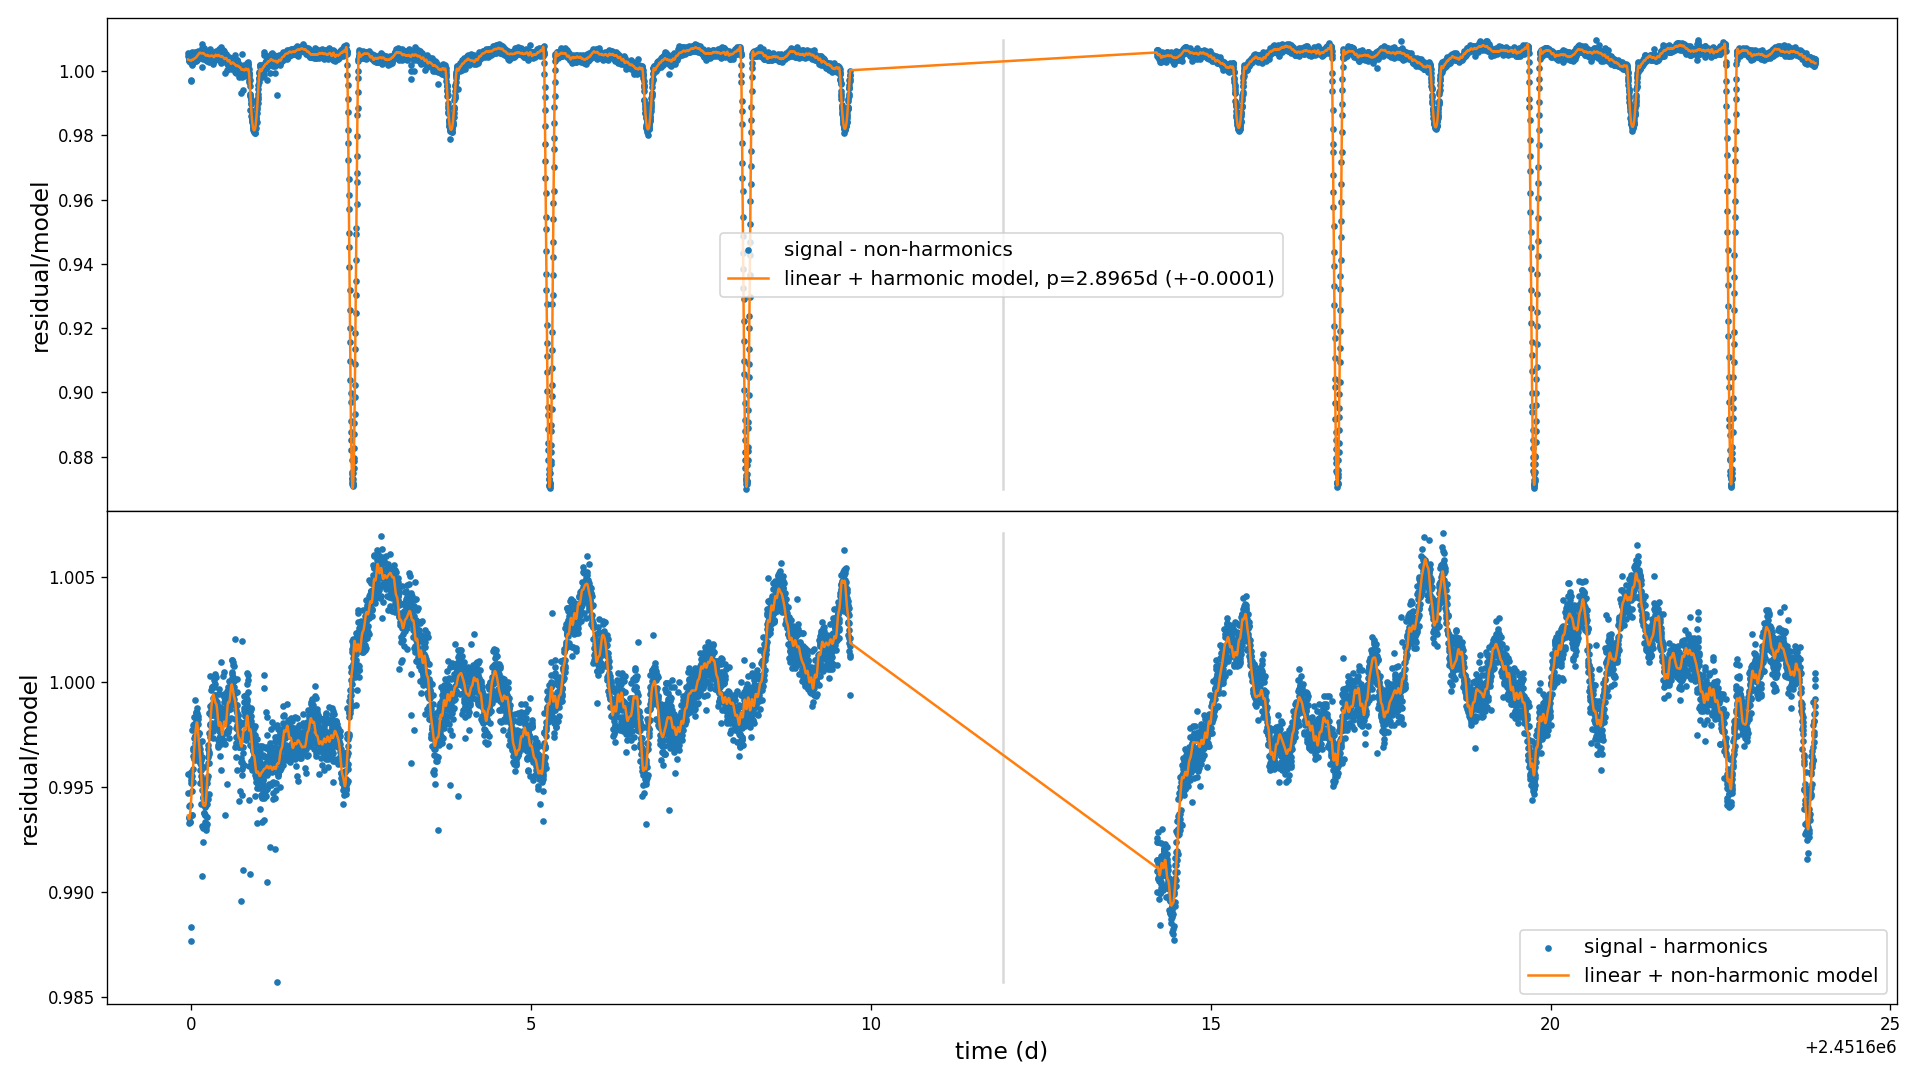 1.00
0.98
0.96
0.94
0.92
0.90
0.88
residual/model
signal - non-harmonics
linear + harmonic model, p=2.8965d (+-0.0001)
1.005
1.000
0.995
0.990
0.985
residual/model
signal - harmonics
linear + non-harmonic model
0 5 10 15 20 25
time (d)
+2.4516e6